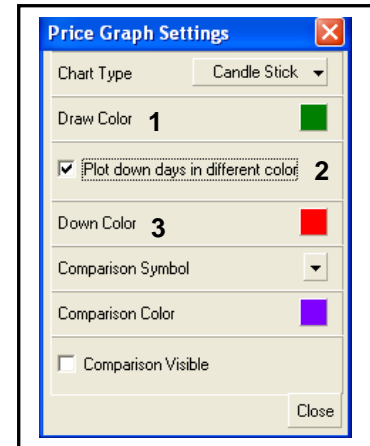 Price Graph Settings
Chart Type Candle Stick
Draw Color 1
Plot down days in different color 2
Down Color 3
Comparison Symbol
Comparison Color
Comparison Visible
Close